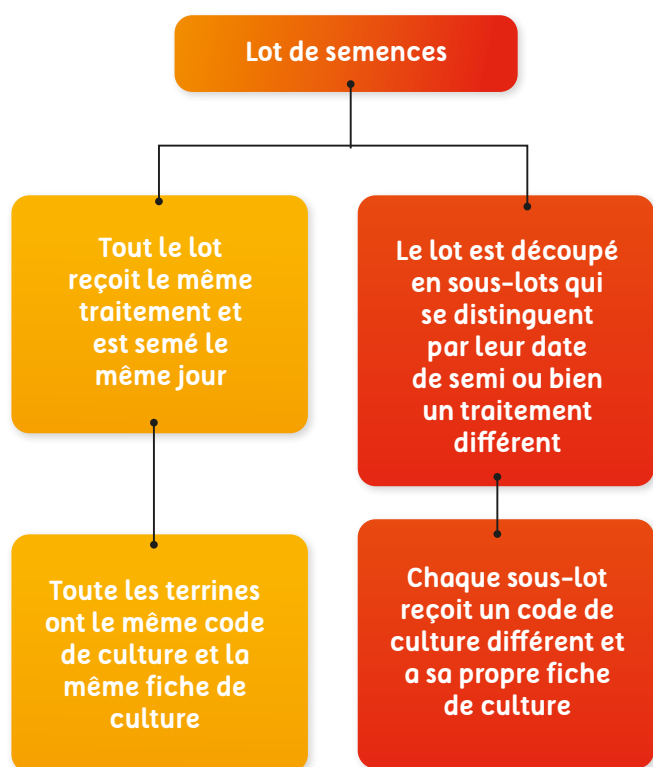 Lot de semences
Tout le lot
reçoit le même
traitement et
est semé le
même jour
Le lot est découpé
en sous-lots qui
se distinguent
par leur date
de semi ou bien
un traitement
différent
Toute les terrines
ont le même code
de culture et la
même fiche de
culture
Chaque sous-lot
reçoit un code de
culture différent et
a sa propre fiche
de culture